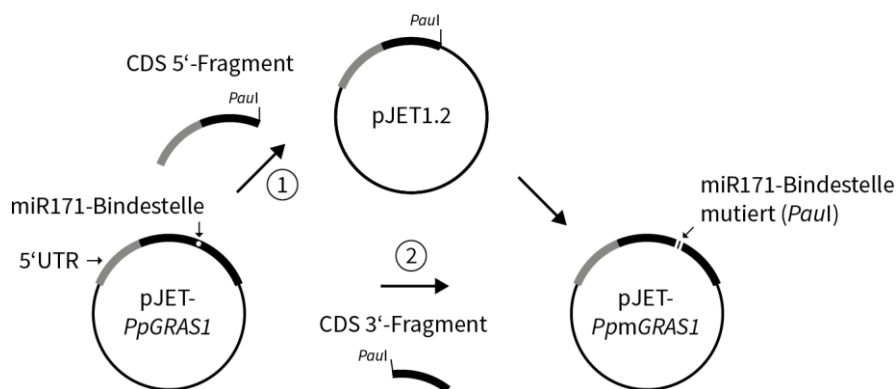 PauI
CDS 5‘-Fragment
PauI
pJET1.2
①
miR171-Bindestelle
miR171-Bindestelle
mutiert (PauI)
5‘UTR
②
pJET-
PpGRAS1
pJET-
PpmGRAS1
CDS 3‘-Fragment
PauI